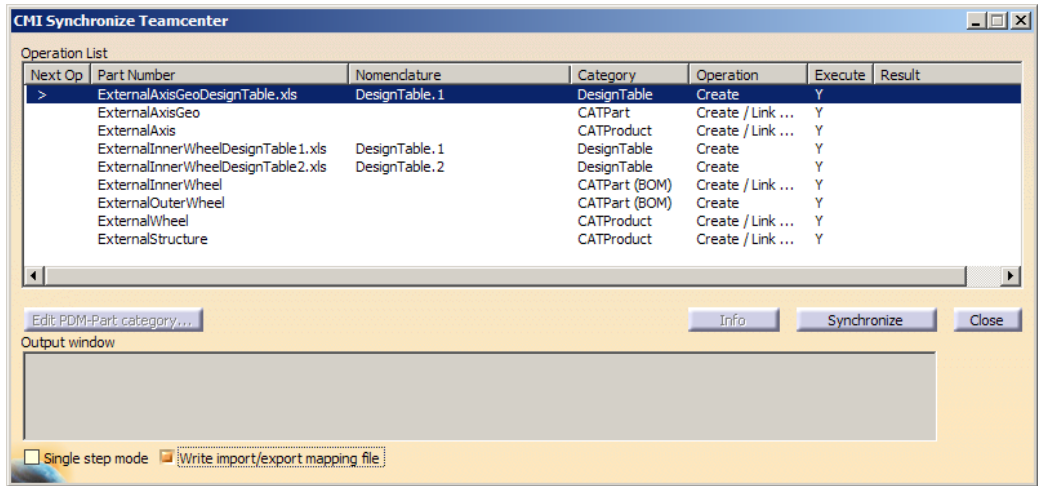 CMI Synchronize Teamcenter
Operation List
Next Op Part Number Nomenclature Category Operation Execute Result
> ExternalAxisGeoDesignTable.xls DesignTable.1 DesignTable Create Y
ExternalAxisGeo CATPart Create / Link ... Y
ExternalAxis CATProduct Create / Link ... Y
ExternalInnerWheelDesignTable1.xls DesignTable.1 DesignTable Create Y
ExternalInnerWheelDesignTable2.xls DesignTable.2 DesignTable Create Y
ExternalInnerWheel CATPart (BOM) Create / Link ... Y
ExternalOuterWheel CATPart (BOM) Create Y
ExternalWheel CATProduct Create / Link ... Y
ExternalStructure CATProduct Create / Link ... Y
Edit PDM-Part category... Info Synchronize Close
Output window
Single step mode Write import/export mapping file